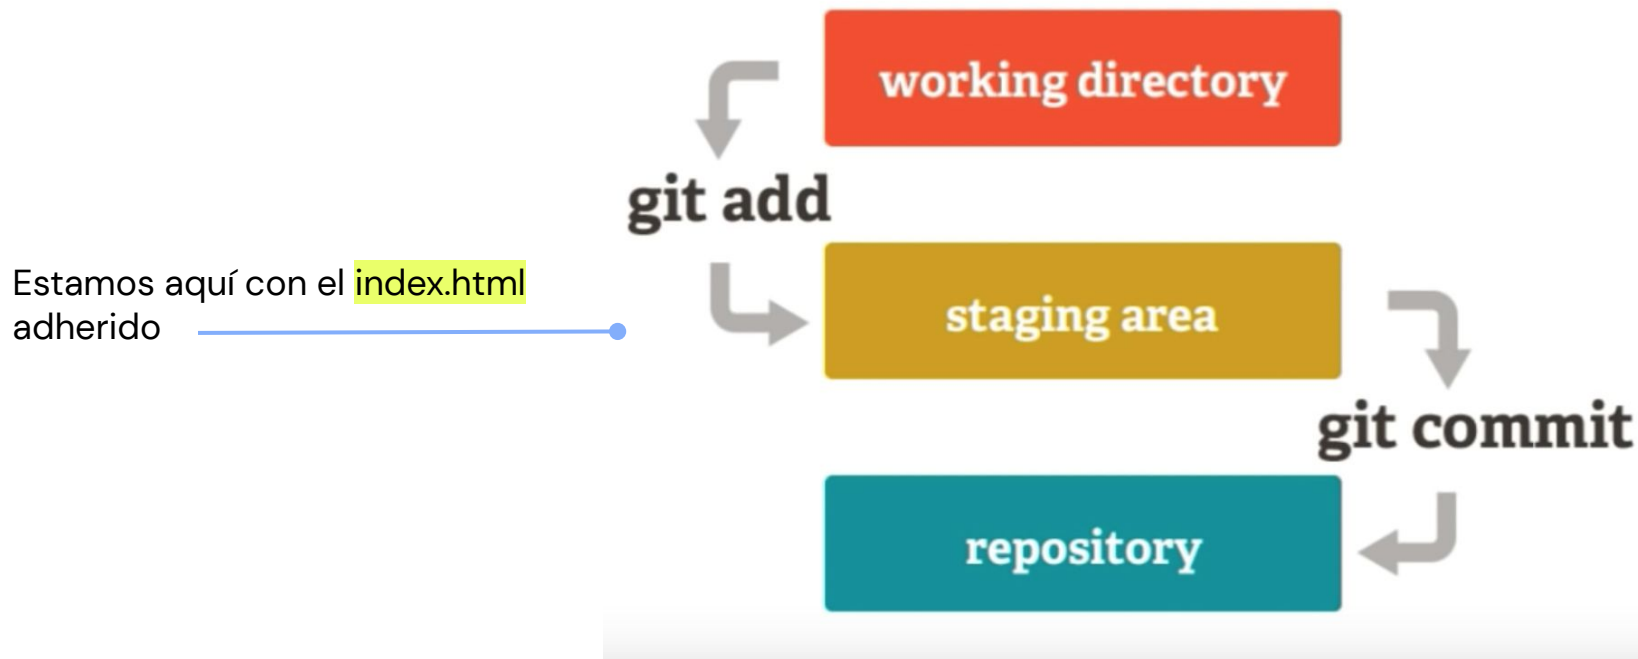 working directory
git add
Estamos aquí con el index.html
adherido
staging area
git commit
repository